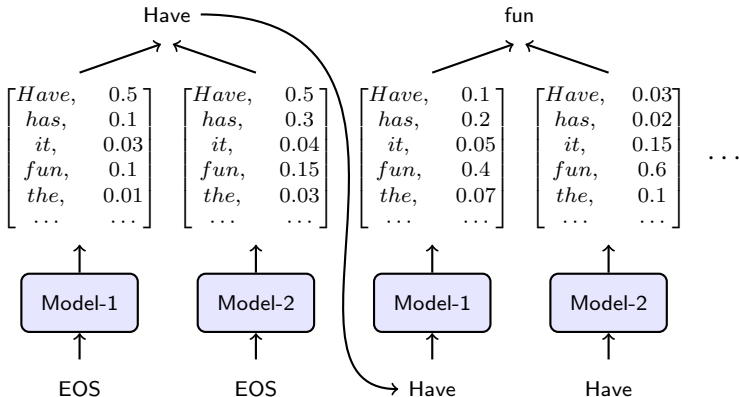 Have fun
Have, 0.5 Have, 0.5 Have, 0.1 Have, 0.03
has, 0.1 has, 0.3 has, 0.2 has, 0.02
it, 0.03 it, 0.04 it, 0.05 it, 0.15
fun, 0.1 fun, 0.15 fun, 0.4 fun, 0.6
the, 0.01 the, 0.03 the, 0.07 the, 0.1
... ... ... ... ... ... ... ...
...
Model-1 Model-2 Model-1 Model-2
EOS EOS Have Have